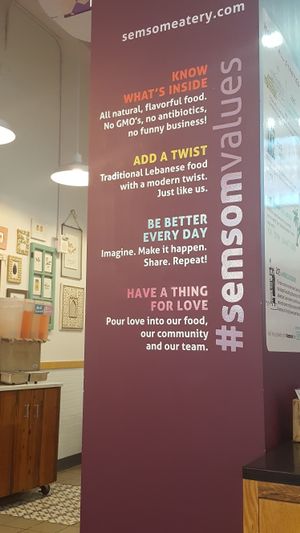 semsomeatery.com
KNOW
WHAT'S INSIDE
All natural, flavorful food.
No GMO's, no antibiotics,
no funny business!
ADD A TWIST
Traditional Lebanese food
with a modern twist.
Just like us.
BE BETTER
EVERY DAY
Imagine. Make it happen.
Share. Repeat!
HAVE A THING
FOR LOVE
Pour love into our food,
our community
and our team.
#semsomvalues